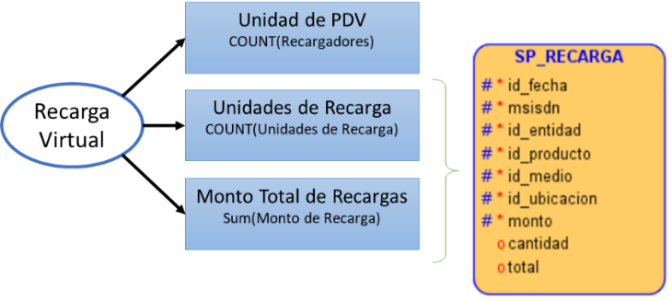 Recarga
Virtual
Unidad de PDV
COUNT(Recargadores)
Unidades de Recarga
COUNT(Unidades de Recarga)
Monto Total de Recargas
Sum(Monto de Recarga)
SP_RECARGA
# * id_fecha
# * msisdn
# * id_entidad
# * id_producto
# * id_medio
# * id_ubicacion
# * monto
o cantidad
o total